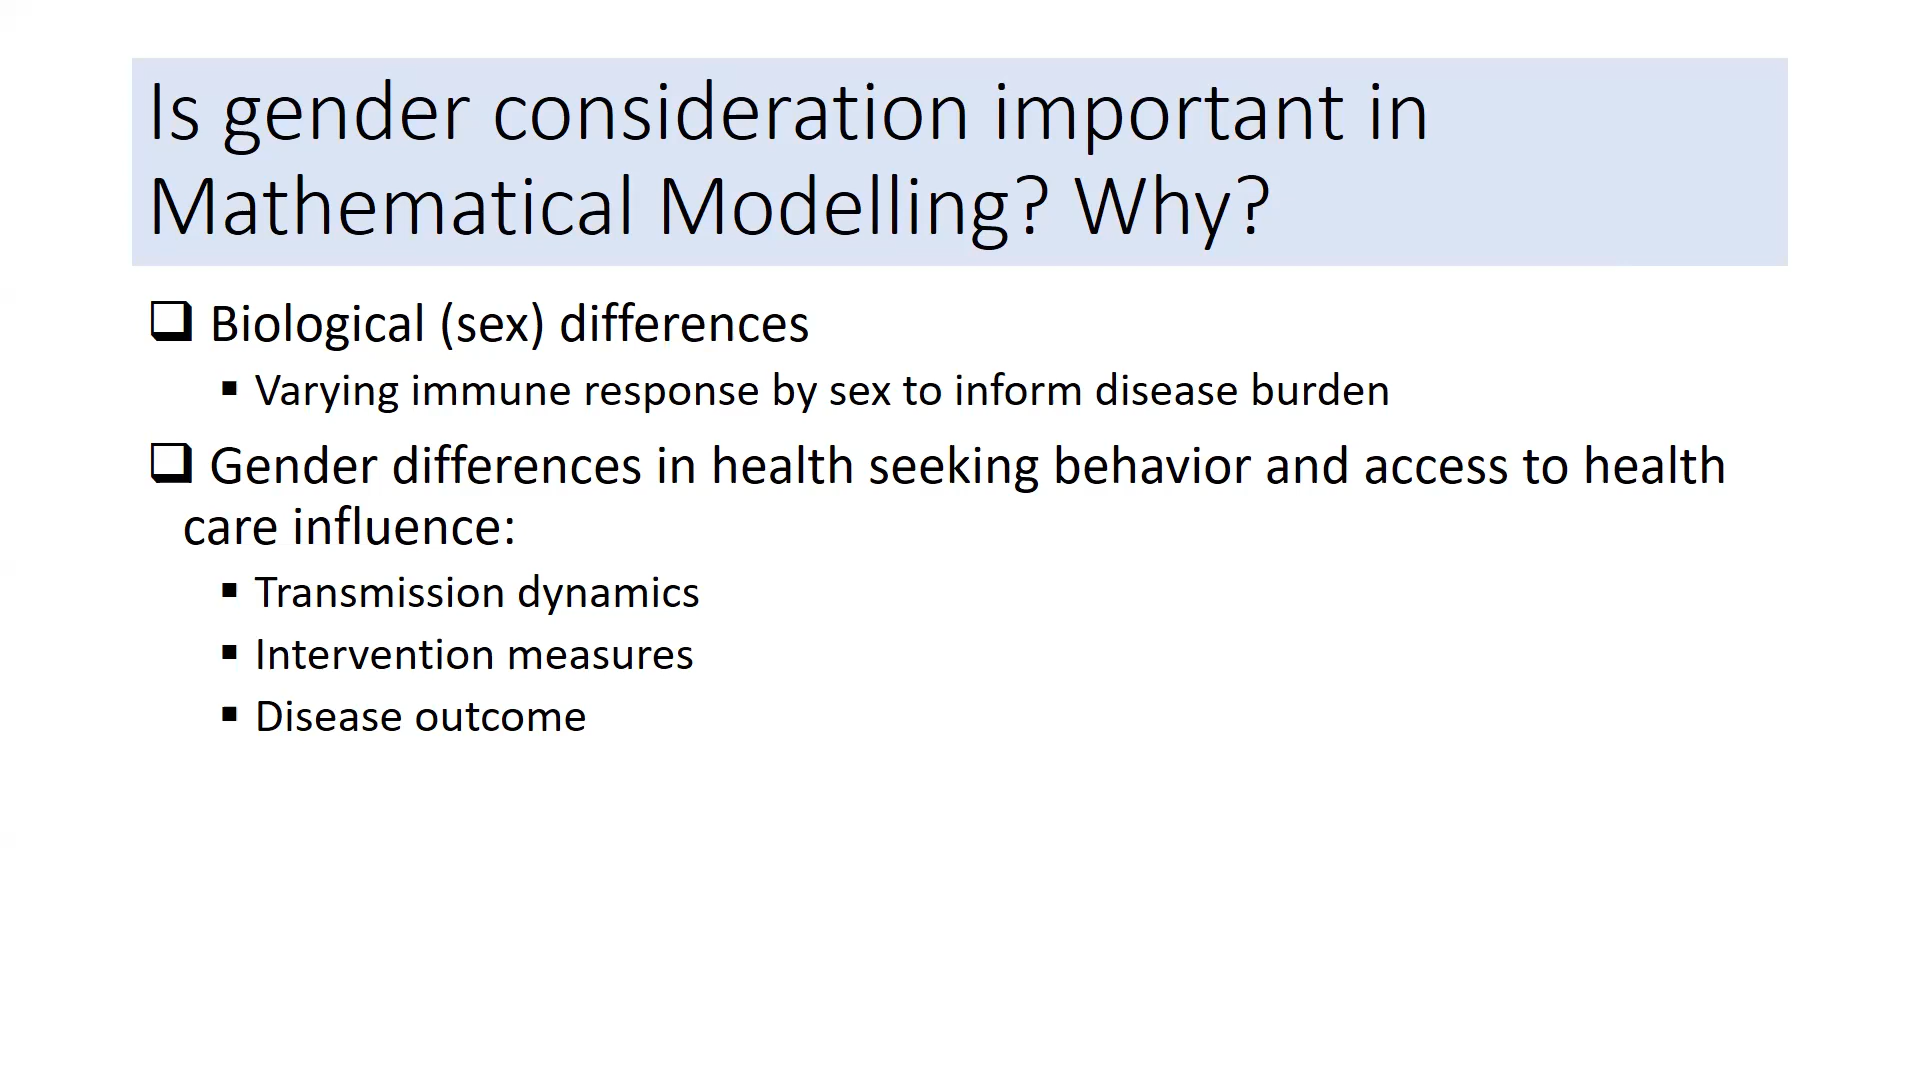 Is gender consideration important in
Mathematical Modelling? Why?
❑ Biological (sex) differences
▪ Varying immune response by sex to inform disease burden
❑ Gender differences in health seeking behavior and access to health
care influence:
▪ Transmission dynamics
▪ Intervention measures
▪ Disease outcome